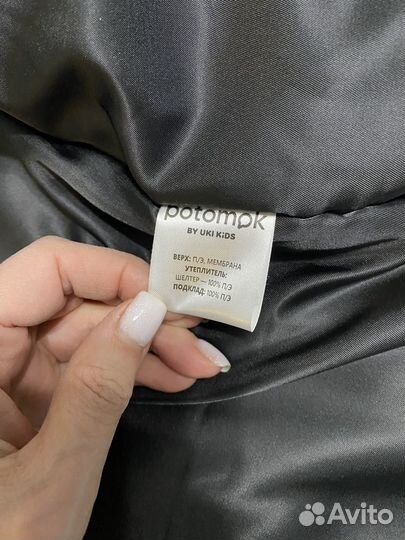 potomok
BY UKI KiDS
ВЕРХ: П/Э, МЕМБРАНА
УТЕПЛИТЕЛЬ:
ШЕЛТЕР — 100% П/Э
ПОДКЛАД: 100% П/Э
Avito